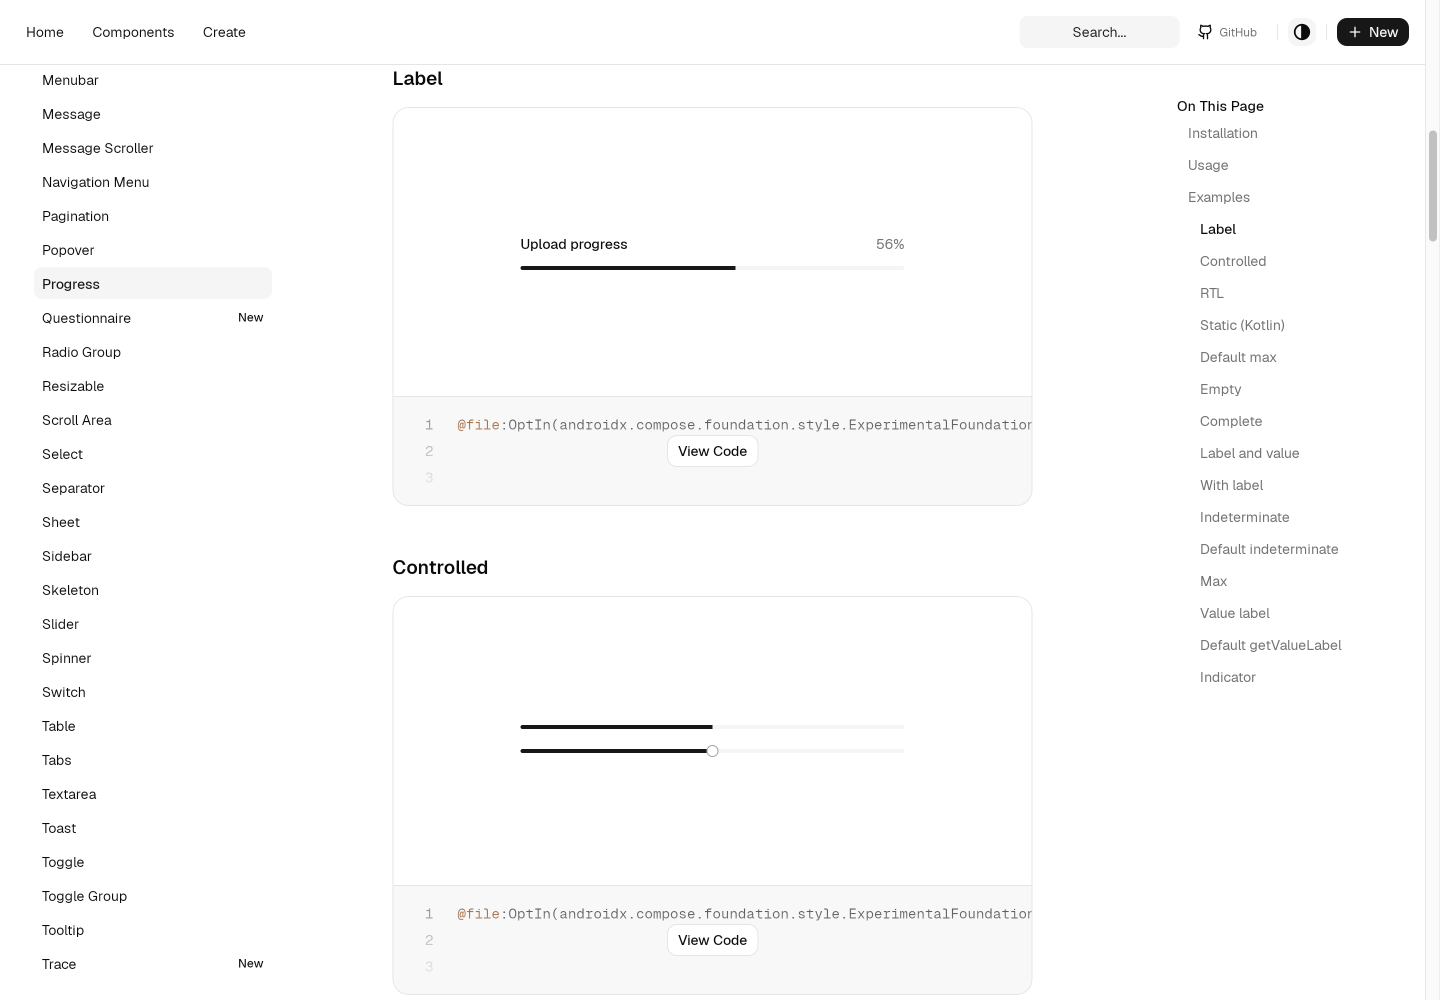 Home
Components
Create
Search...
GitHub
New
Menubar
Message
Message Scroller
Navigation Menu
Pagination
Popover
Progress
Questionnaire New
Radio Group
Resizable
Scroll Area
Select
Separator
Sheet
Sidebar
Skeleton
Slider
Spinner
Switch
Table
Tabs
Textarea
Toast
Toggle
Toggle Group
Tooltip
Trace New
Label
Upload progress 56%
1 @file:OptIn(androidx.compose.foundation.style.ExperimentalFoundation
2
View Code
3
Controlled
1 @file:OptIn(androidx.compose.foundation.style.ExperimentalFoundation
2
View Code
3
On This Page
Installation
Usage
Examples
Label
Controlled
RTL
Static (Kotlin)
Default max
Empty
Complete
Label and value
With label
Indeterminate
Default indeterminate
Max
Value label
Default getValueLabel
Indicator